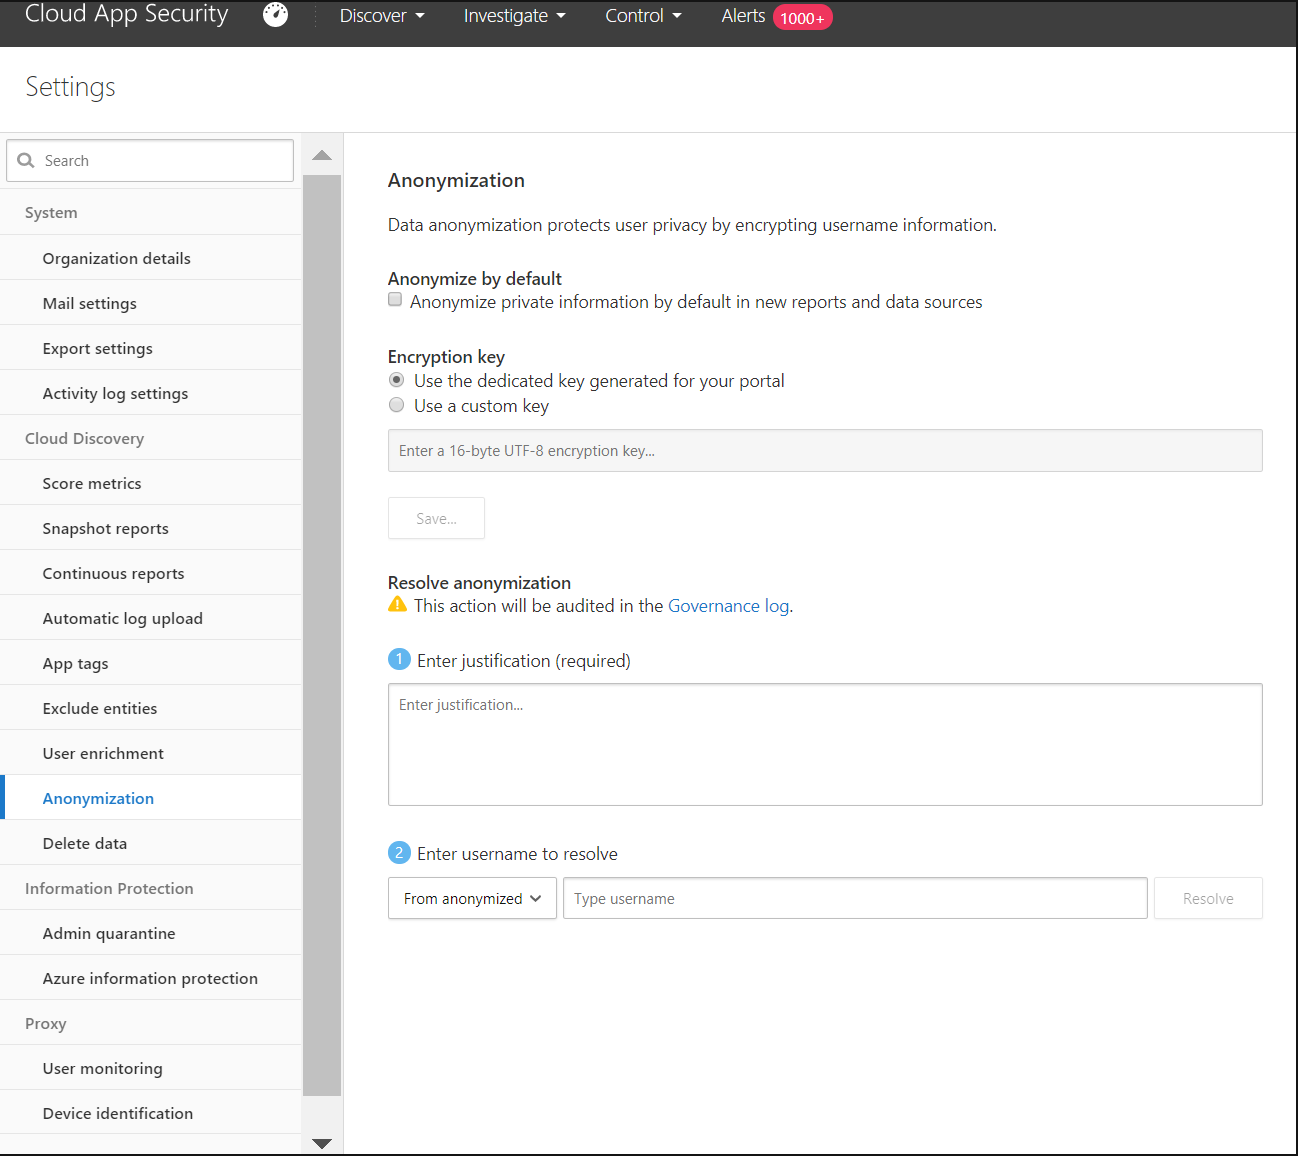 Cloud App Security Discover Investigate Control Alerts 1000+
Settings
Search
System
Organization details
Mail settings
Export settings
Activity log settings
Cloud Discovery
Score metrics
Snapshot reports
Continuous reports
Automatic log upload
App tags
Exclude entities
User enrichment
Anonymization
Delete data
Information Protection
Admin quarantine
Azure information protection
Proxy
User monitoring
Device identification
Anonymization
Data anonymization protects user privacy by encrypting username information.
Anonymize by default
Anonymize private information by default in new reports and data sources
Encryption key
Use the dedicated key generated for your portal
Use a custom key
Enter a 16-byte UTF-8 encryption key...
Save...
Resolve anonymization
This action will be audited in the Governance log.
1 Enter justification (required)
Enter justification...
2 Enter username to resolve
From anonymized Type username Resolve